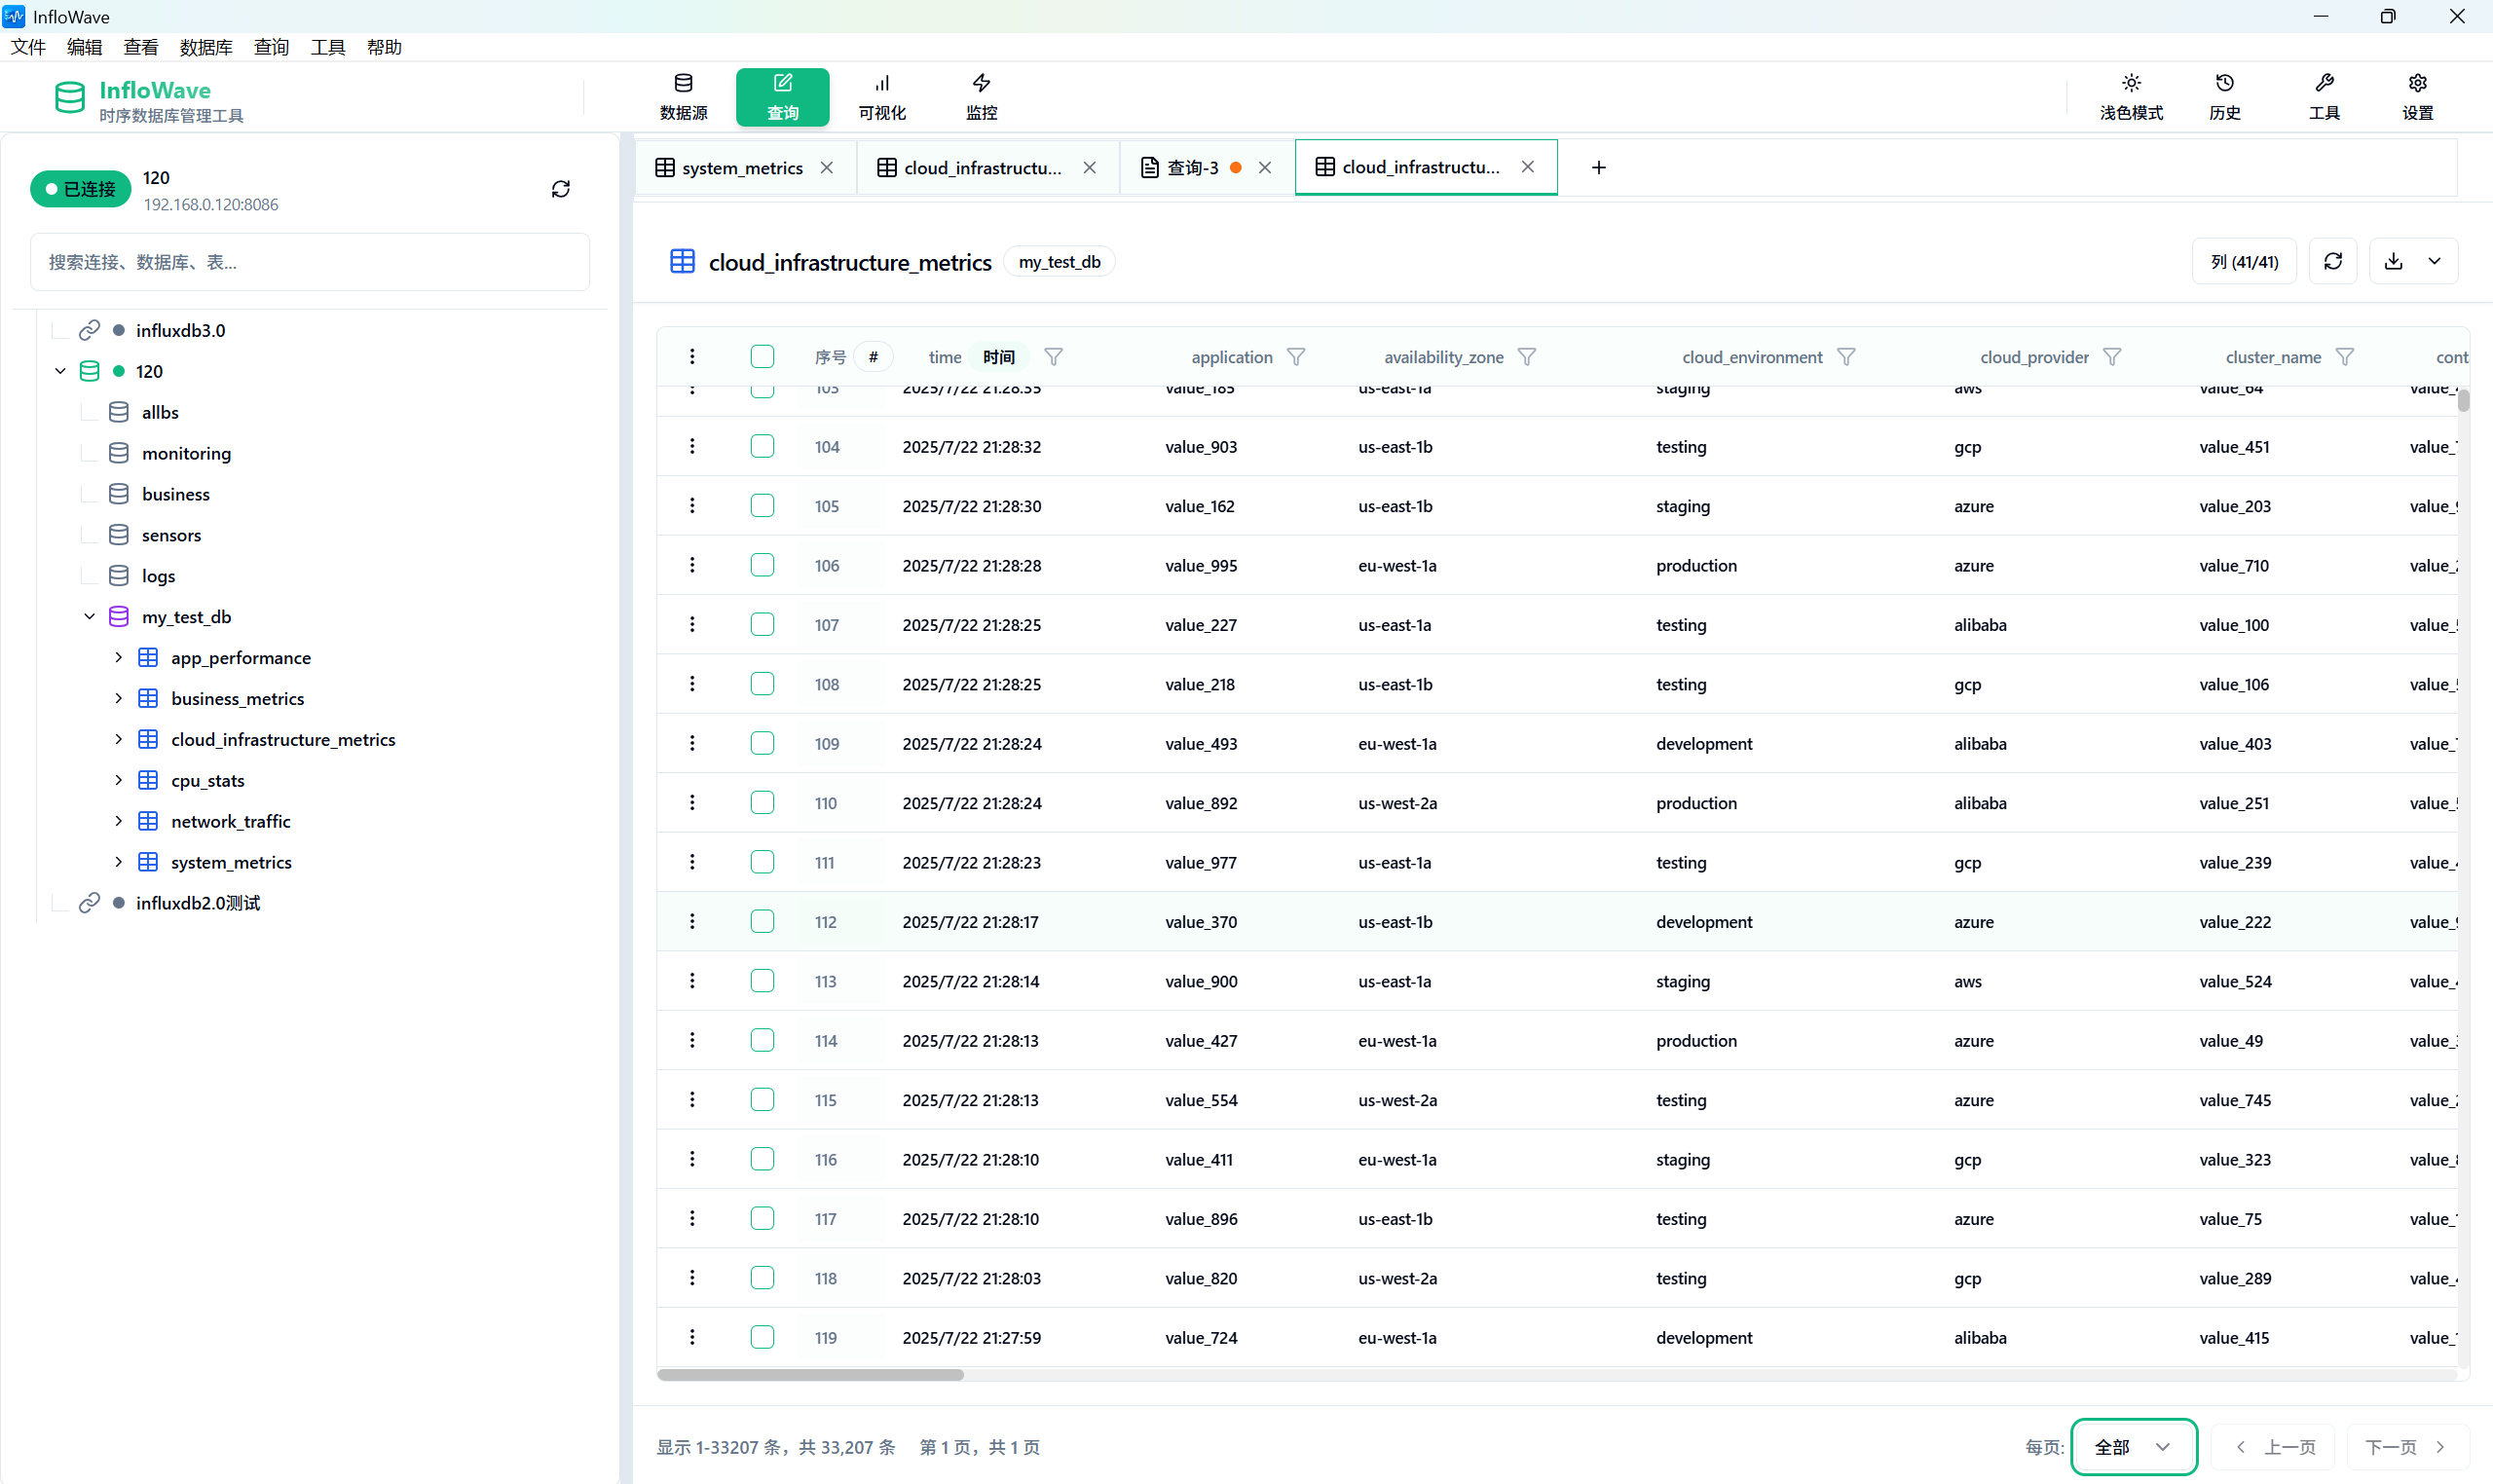 InfloWave
文件 编辑 查看 数据库 查询 工具 帮助
InfloWave
时序数据库管理工具
数据源 查询 可视化 监控
浅色模式 历史 工具 设置
已连接
120
192.168.0.120:8086
搜索连接、数据库、表...
influxdb3.0
120
allbs
monitoring
business
sensors
logs
my_test_db
app_performance
business_metrics
cloud_infrastructure_metrics
cpu_stats
network_traffic
system_metrics
influxdb2.0测试
system_metrics cloud_infrastructu... 查询-3 cloud_infrastructu...
cloud_infrastructure_metrics my_test_db 列 (41/41)
序号 # time 时间 application availability_zone cloud_environment cloud_provider cluster_name cont
103 2025/7/22 21:28:35 value_185 us-east-1a staging aws value_64 value_
104 2025/7/22 21:28:32 value_903 us-east-1b testing gcp value_451 value_
105 2025/7/22 21:28:30 value_162 us-east-1b staging azure value_203 value_
106 2025/7/22 21:28:28 value_995 eu-west-1a production azure value_710 value_
107 2025/7/22 21:28:25 value_227 us-east-1a testing alibaba value_100 value_
108 2025/7/22 21:28:25 value_218 us-east-1b testing gcp value_106 value_
109 2025/7/22 21:28:24 value_493 eu-west-1a development alibaba value_403 value_
110 2025/7/22 21:28:24 value_892 us-west-2a production alibaba value_251 value_
111 2025/7/22 21:28:23 value_977 us-east-1a testing gcp value_239 value_
112 2025/7/22 21:28:17 value_370 us-east-1b development azure value_222 value_
113 2025/7/22 21:28:14 value_900 us-east-1a staging aws value_524 value_
114 2025/7/22 21:28:13 value_427 eu-west-1a production azure value_49 value_
115 2025/7/22 21:28:13 value_554 us-west-2a testing azure value_745 value_
116 2025/7/22 21:28:10 value_411 eu-west-1a staging gcp value_323 value_
117 2025/7/22 21:28:10 value_896 us-east-1b testing azure value_75 value_
118 2025/7/22 21:28:03 value_820 us-west-2a testing gcp value_289 value_
119 2025/7/22 21:27:59 value_724 eu-west-1a development alibaba value_415 value_
显示 1-33207 条，共 33,207 条 第 1 页，共 1 页 每页: 全部 上一页 下一页